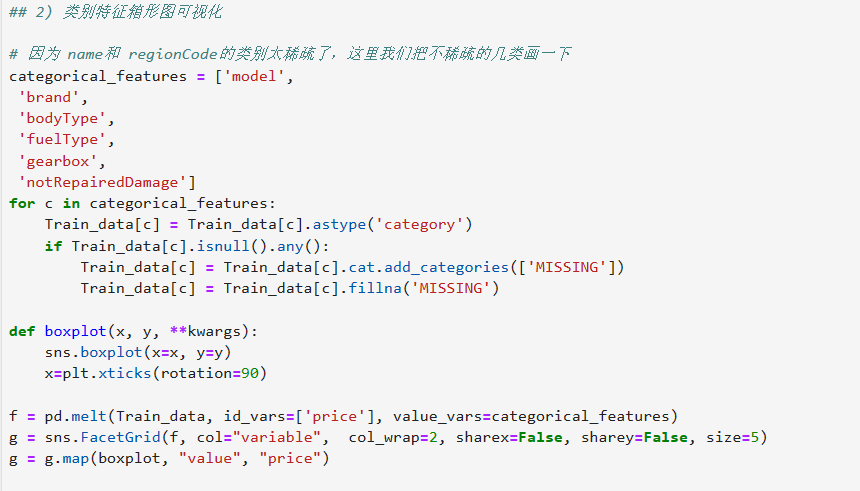 ## 2) 类别特征箱形图可视化
# 因为 name和 regionCode的类别太稀疏了，这里我们把不稀疏的几类画一下
categorical_features = ['model',
 'brand',
 'bodyType',
 'fuelType',
 'gearbox',
 'notRepairedDamage']
for c in categorical_features:
    Train_data[c] = Train_data[c].astype('category')
    if Train_data[c].isnull().any():
        Train_data[c] = Train_data[c].cat.add_categories(['MISSING'])
        Train_data[c] = Train_data[c].fillna('MISSING')
def boxplot(x, y, **kwargs):
    sns.boxplot(x=x, y=y)
    x=plt.xticks(rotation=90)
f = pd.melt(Train_data, id_vars=['price'], value_vars=categorical_features)
g = sns.FacetGrid(f, col="variable",  col_wrap=2, sharex=False, sharey=False, size=5)
g = g.map(boxplot, "value", "price")